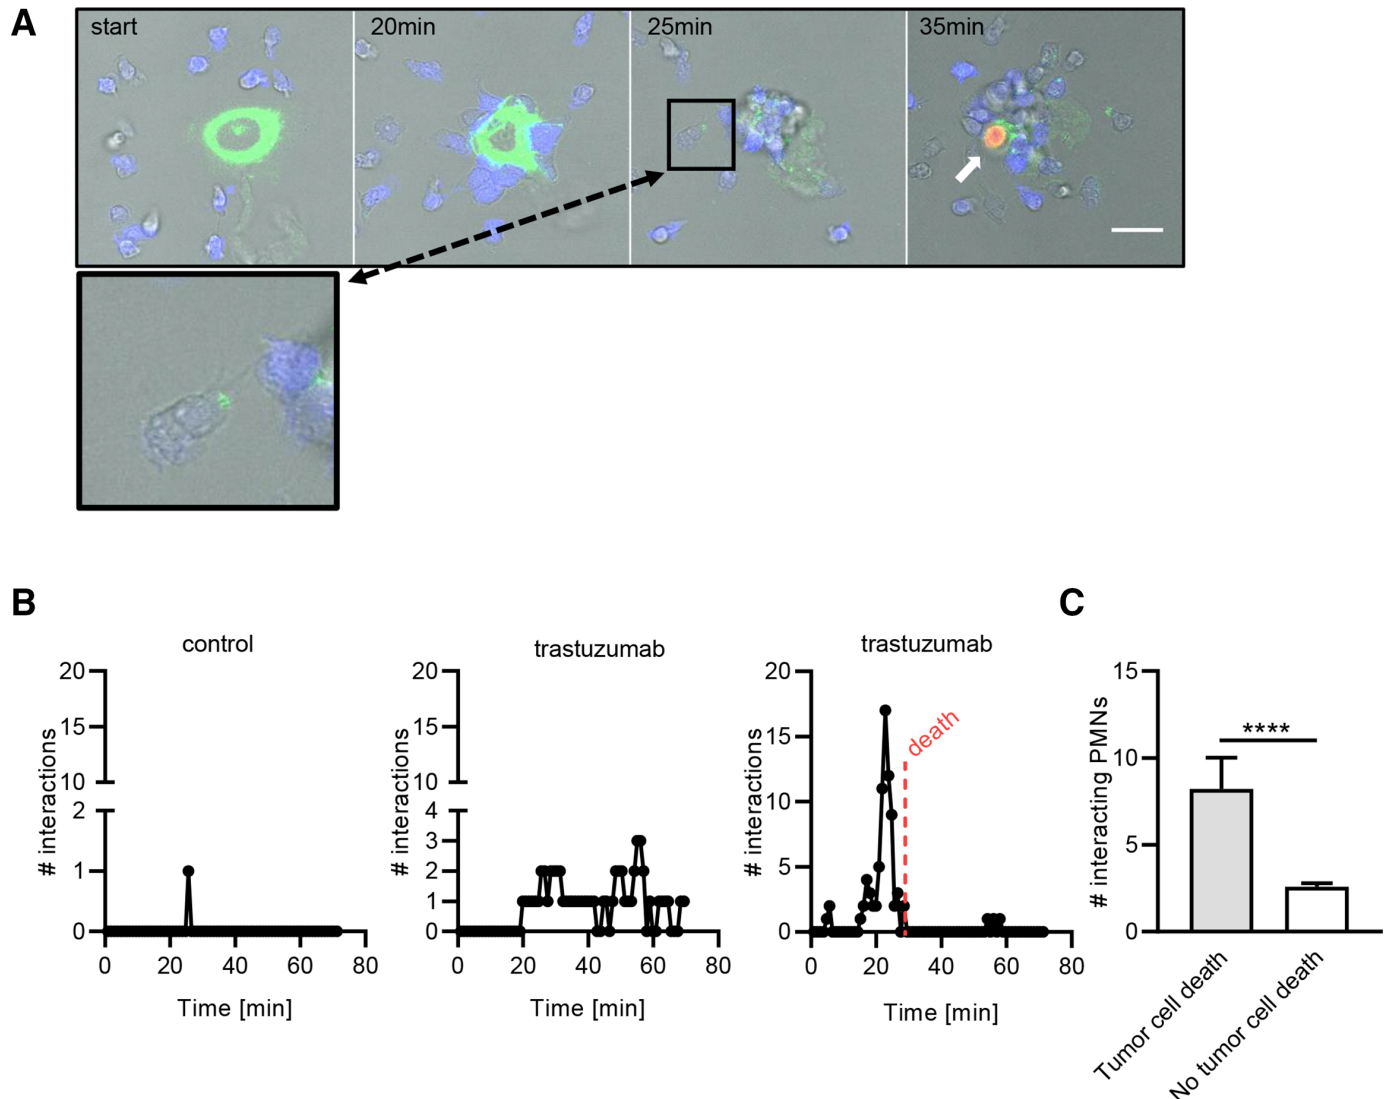 A
start
20min
25min
35min
B
control
20
15
10
2
1
0
# interactions
0 20 40 60 80
Time [min]
trastuzumab
20
15
10
4
3
2
1
0
# interactions
0 20 40 60 80
Time [min]
trastuzumab
20
15
10
5
0
# interactions
death
0 20 40 60 80
Time [min]
C
15
10
5
0
# interacting PMNs
****
Tumor cell death
No tumor cell death